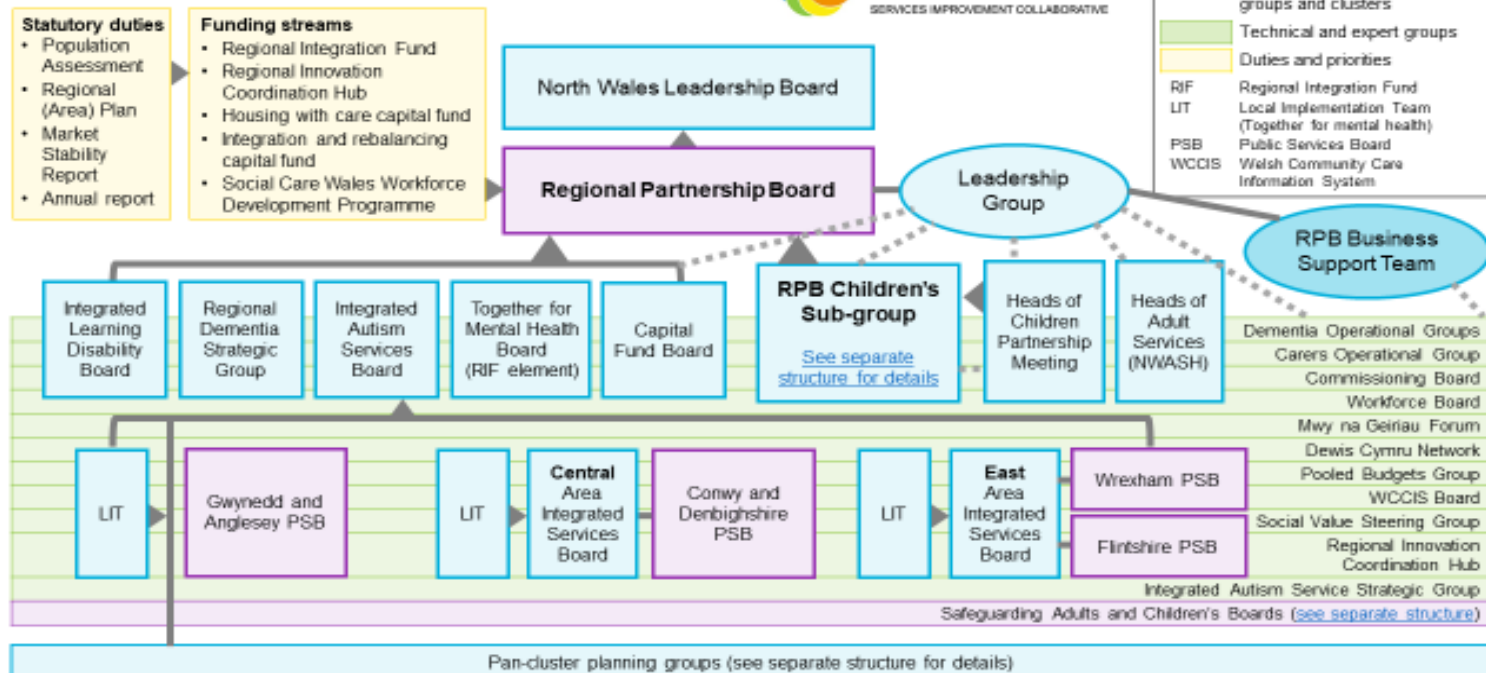 SERVICES IMPROVEMENT COLLABORATIVE
groups and clusters
Technical and expert groups
Duties and priorities
RIF Regional Integration Fund
LIT Local Implementation Team
(Together for mental health)
PSB Public Services Board
WCCIS Welsh Community Care
Information System
Statutory duties
• Population
Assessment
• Regional
(Area) Plan
• Market
Stability
Report
• Annual report
Funding streams
• Regional Integration Fund
• Regional Innovation
Coordination Hub
• Housing with care capital fund
• Integration and rebalancing
capital fund
• Social Care Wales Workforce
Development Programme
North Wales Leadership Board
Regional Partnership Board
Leadership
Group
RPB Business
Support Team
Integrated
Learning
Disability
Board
Regional
Dementia
Strategic
Group
Integrated
Autism
Services
Board
Together for
Mental Health
Board
(RIF element)
Capital
Fund Board
RPB Children's
Sub-group
See separate
structure for details
Heads of
Children
Partnership
Meeting
Heads of
Adult
Services
(NWASH)
Dementia Operational Groups
Carers Operational Group
Commissioning Board
Workforce Board
Mwy na Geiriau Forum
Dewis Cymru Network
Pooled Budgets Group
WCCIS Board
Social Value Steering Group
Regional Innovation
Coordination Hub
Integrated Autism Service Strategic Group
LIT
Gwynedd and
Anglesey PSB
LIT
Central
Area
Integrated
Services
Board
Conwy and
Denbighshire
PSB
LIT
East
Area
Integrated
Services
Board
Wrexham PSB
Flintshire PSB
Safeguarding Adults and Children's Boards (see separate structure)
Pan-cluster planning groups (see separate structure for details)